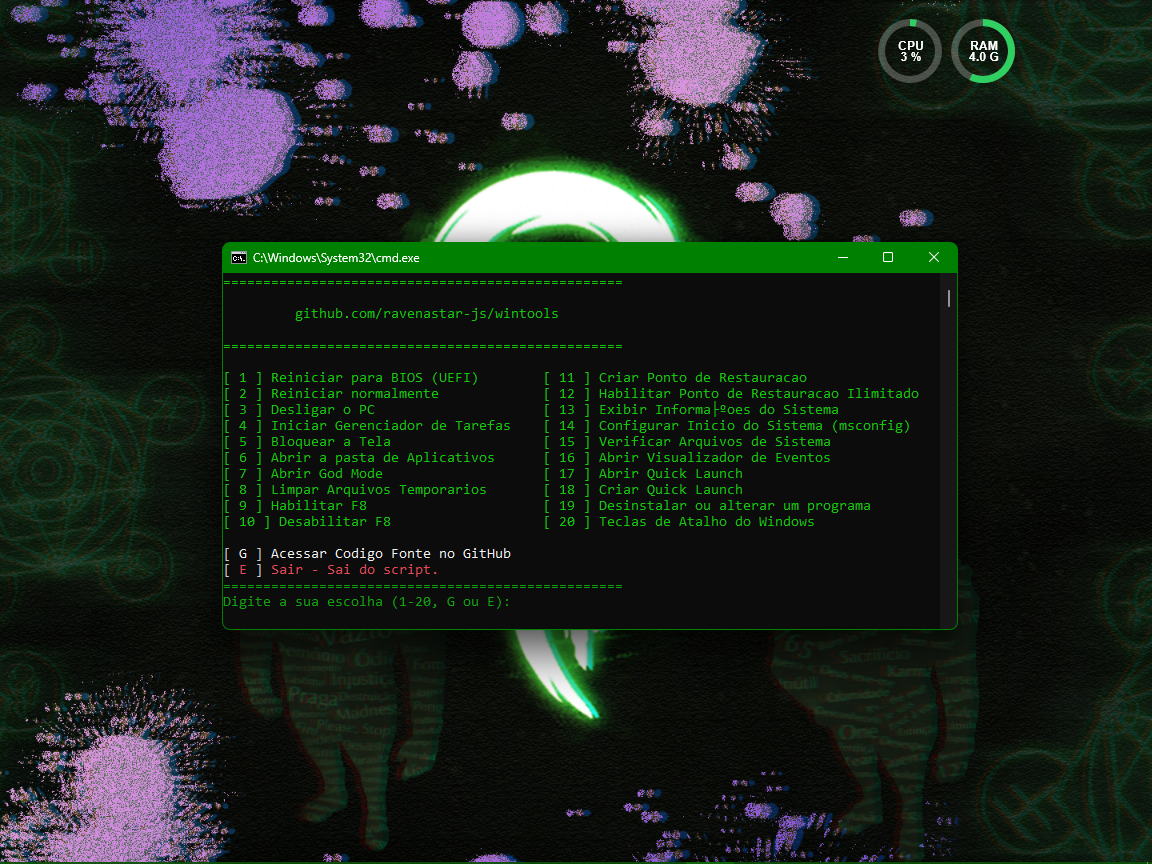 CPU
3 %
RAM
4.0 G
C:\Windows\System32\cmd.exe
==================================================
github.com/ravenastar-js/wintools
==================================================
[ 1 ] Reiniciar para BIOS (UEFI) [ 11 ] Criar Ponto de Restauracao
[ 2 ] Reiniciar normalmente [ 12 ] Habilitar Ponto de Restauracao Ilimitado
[ 3 ] Desligar o PC [ 13 ] Exibir Informa├ºoes do Sistema
[ 4 ] Iniciar Gerenciador de Tarefas [ 14 ] Configurar Inicio do Sistema (msconfig)
[ 5 ] Bloquear a Tela [ 15 ] Verificar Arquivos de Sistema
[ 6 ] Abrir a pasta de Aplicativos [ 16 ] Abrir Visualizador de Eventos
[ 7 ] Abrir God Mode [ 17 ] Abrir Quick Launch
[ 8 ] Limpar Arquivos Temporarios [ 18 ] Criar Quick Launch
[ 9 ] Habilitar F8 [ 19 ] Desinstalar ou alterar um programa
[ 10 ] Desabilitar F8 [ 20 ] Teclas de Atalho do Windows
[ G ] Acessar Codigo Fonte no GitHub
[ E ] Sair - Sai do script.
==================================================
Digite a sua escolha (1-20, G ou E):
Injustiça
Praga
Madness
Sacrifício
One